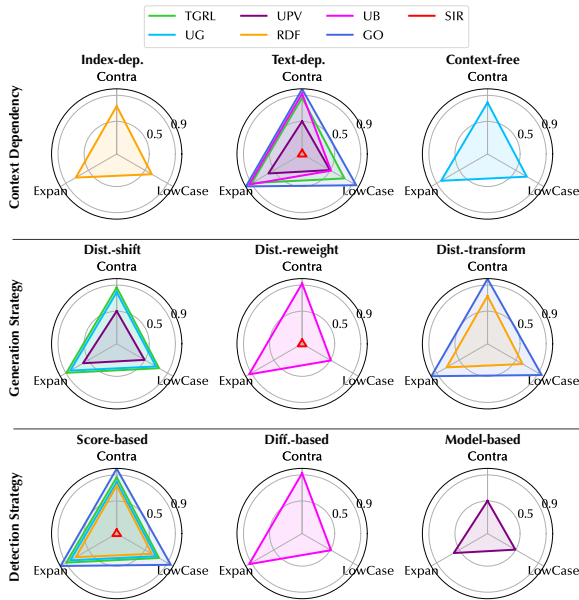 TGRL UPV UB SIR
UG RDF GO
Context Dependency
Index-dep. Text-dep. Context-free
Contra Contra Contra
0.9 0.9 0.9
0.5 0.5 0.5
Expan LowCase Expan LowCase Expan LowCase
Generation Strategy
Dist.-shift Dist.-reweight Dist.-transform
Contra Contra Contra
0.9 0.9 0.9
0.5 0.5 0.5
Expan LowCase Expan LowCase Expan LowCase
Detection Strategy
Score-based Diff.-based Model-based
Contra Contra Contra
0.9 0.9 0.9
0.5 0.5 0.5
Expan LowCase Expan LowCase Expan LowCase